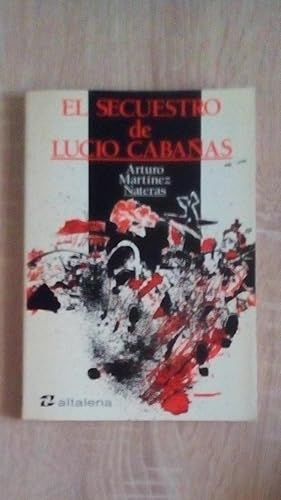 EL SECUESTRO
de
LUCIO CABAÑAS
Arturo
Martínez
Nateras
altalena